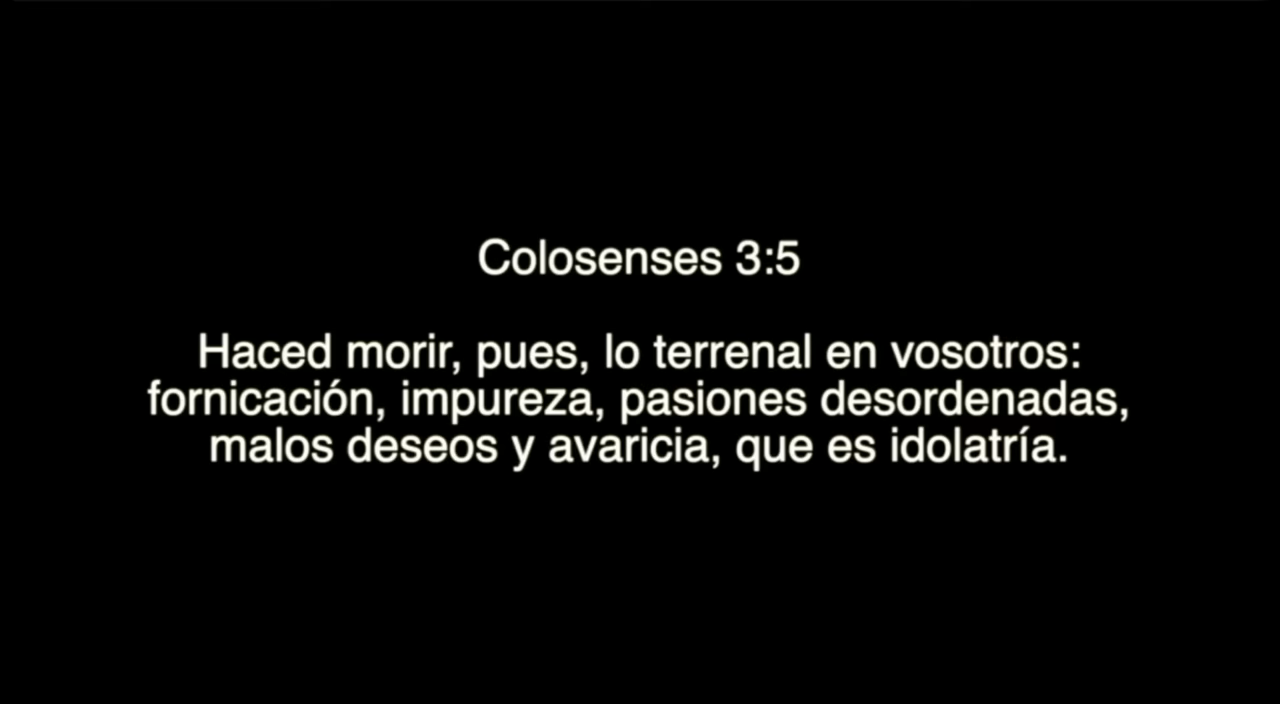 Colosenses 3:5
Haced morir, pues, lo terrenal en vosotros:
fornicación, impureza, pasiones desordenadas,
malos deseos y avaricia, que es idolatría.